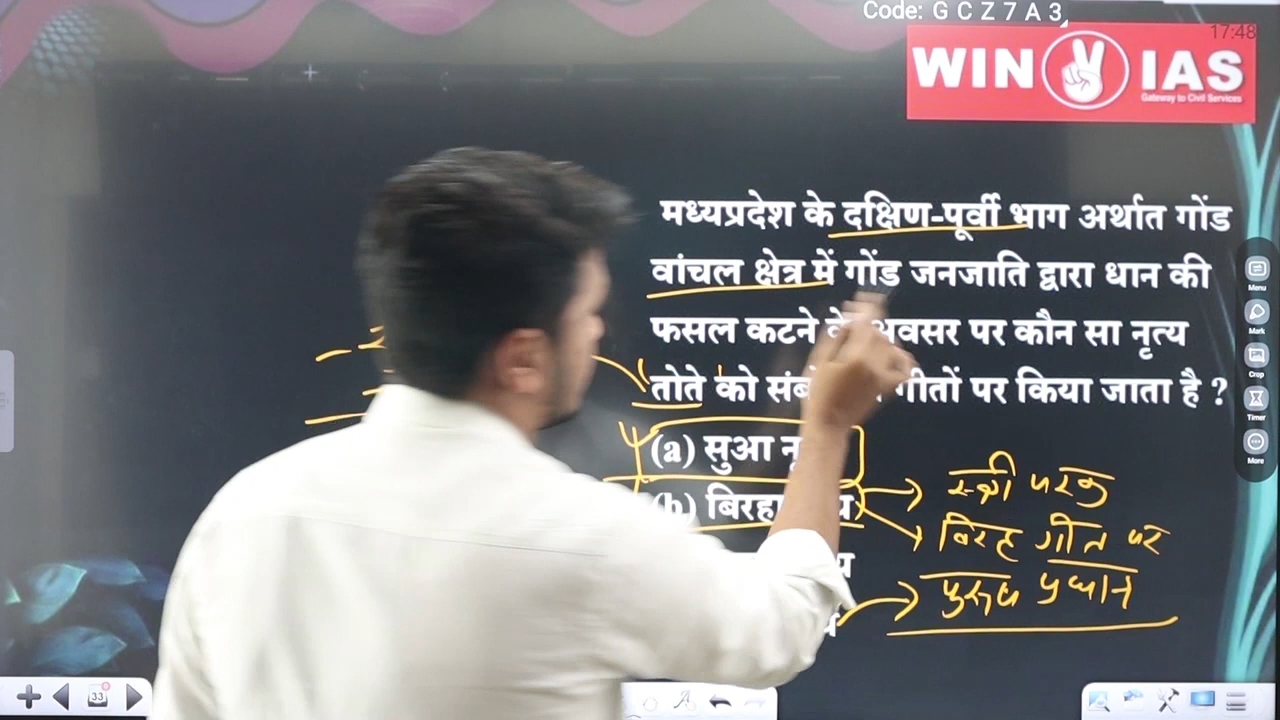 Code: G C Z 7 A 3
17:48
WIN IAS
Gateway to Civil Services
मध्यप्रदेश के दक्षिण-पूर्वी भाग अर्थात गोंड
वांचल क्षेत्र में गोंड जनजाति द्वारा धान की
फसल कटने के अवसर पर कौन सा नृत्य
तोते को गीतों पर किया जाता है ?
(a) सुआ
(b) बिरहा
स्त्री परक
विरह गीत पर
पुरुष प्रधान
Menu
Mark
Crop
Timer
More
33